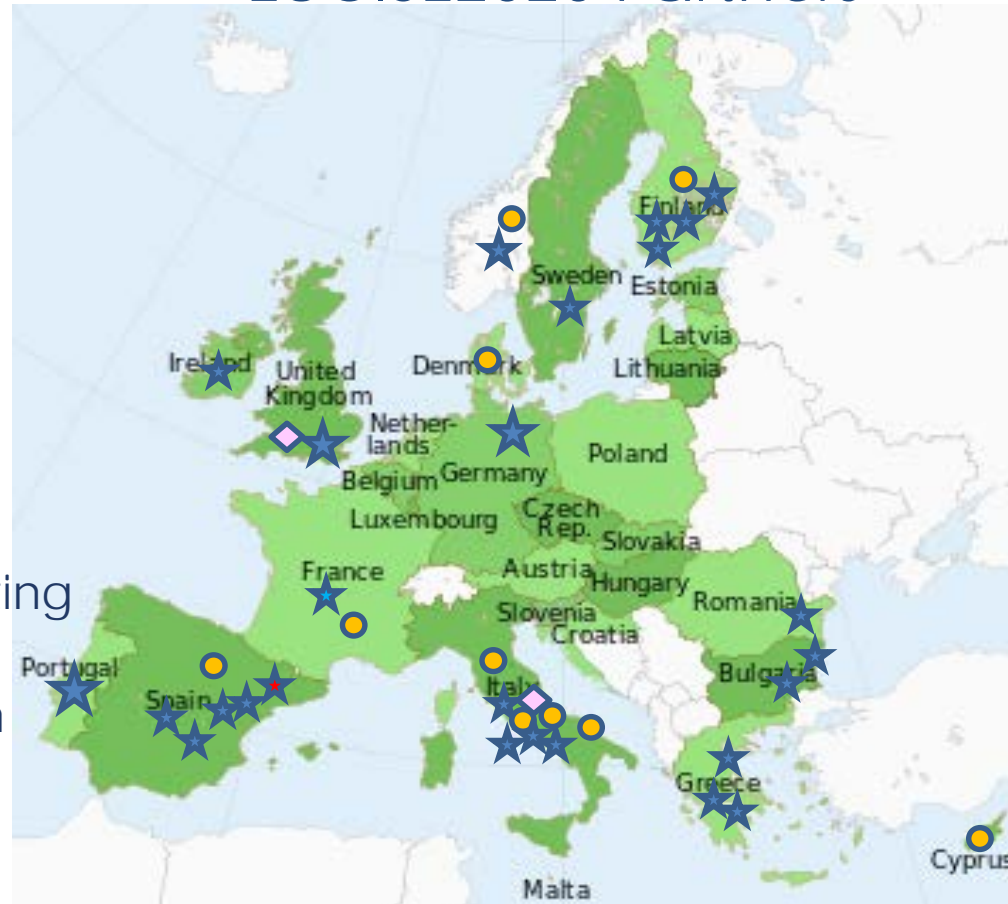 Finland
Sweden
Estonia
Latvia
Lithuania
Ireland
United
Kingdom
Denmark
Nether-
lands
Poland
Belgium
Germany
Luxembourg
Czech
Rep.
Slovakia
France
Austria
Hungary
Slovenia
Romania
Croatia
Portugal
Spain
Italy
Bulgaria
Greece
Cyprus
Malta